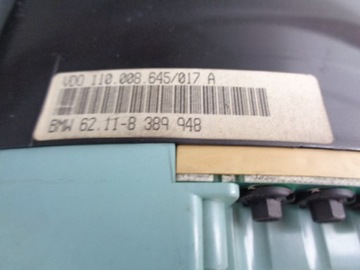 VDO 110.008.645/017 A
BMW 62.11-8 389 948